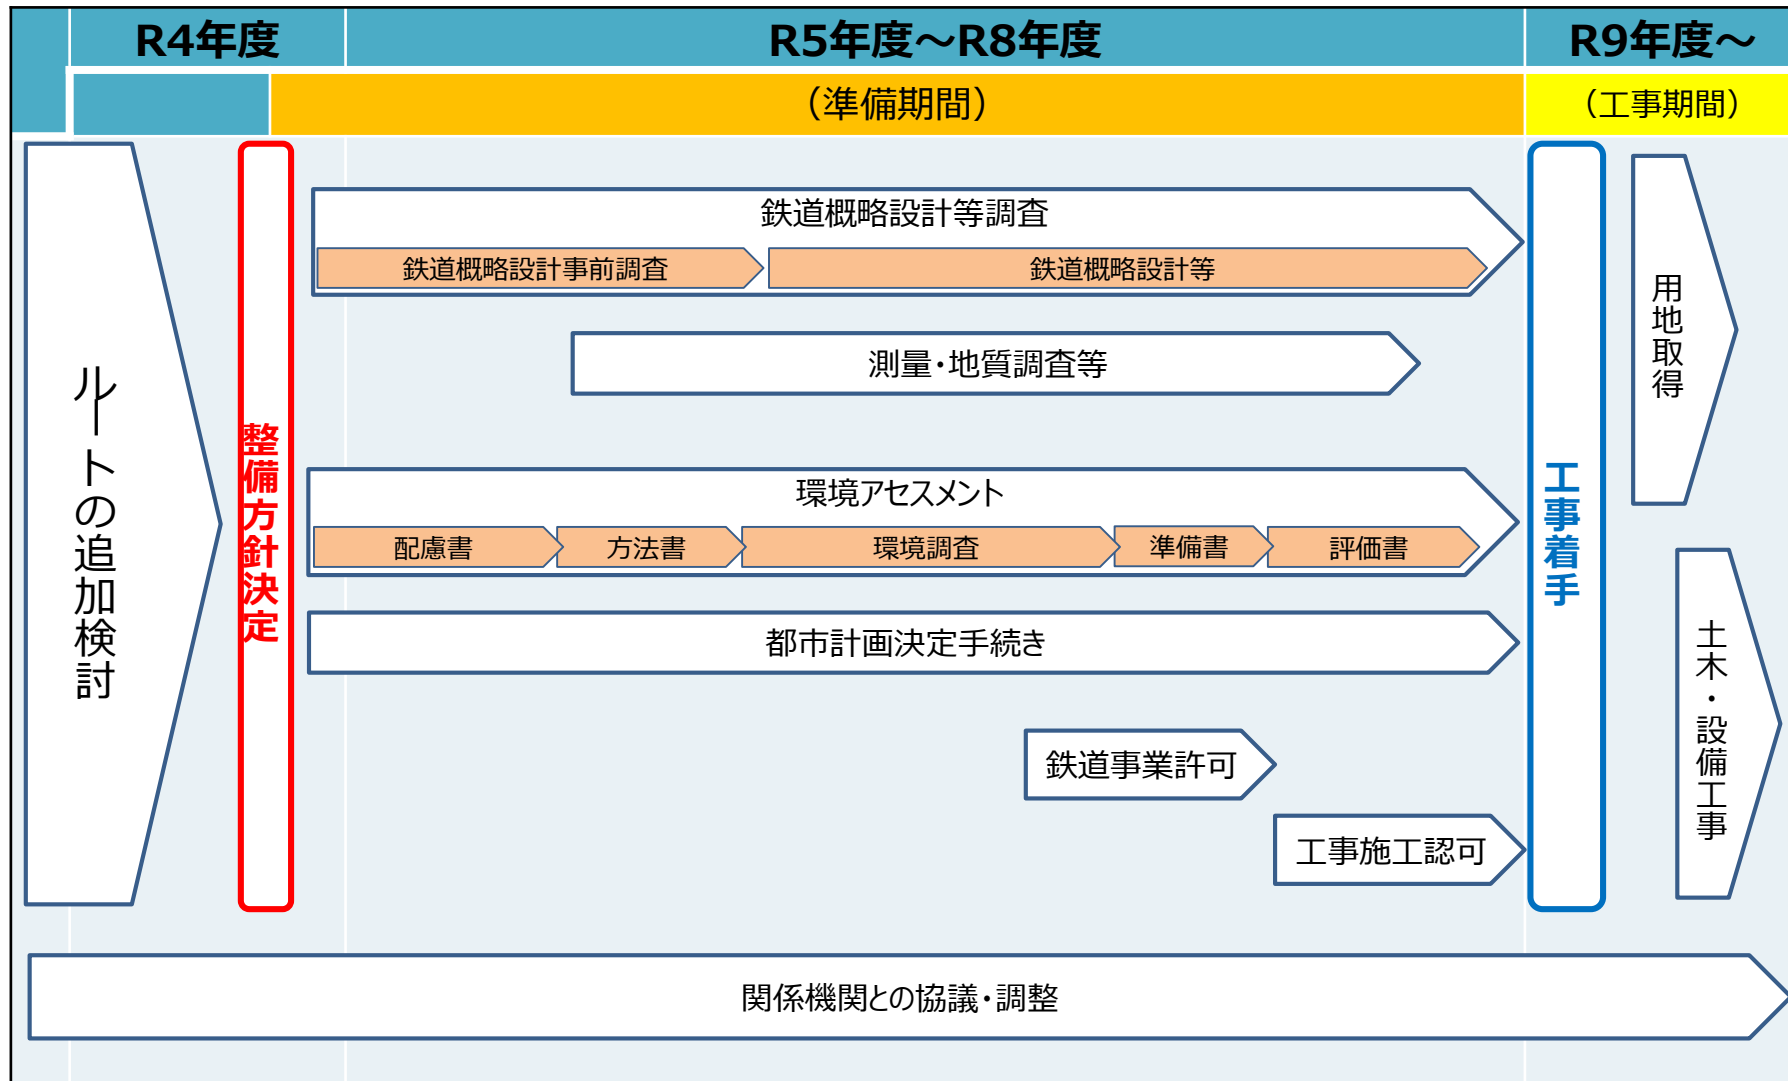 R4年度
R5年度～R8年度
R9年度～
（準備期間）
（工事期間）
ルートの追加検討
整備方針決定
鉄道概略設計等調査
鉄道概略設計事前調査
鉄道概略設計等
測量・地質調査等
環境アセスメント
配慮書
方法書
環境調査
準備書
評価書
都市計画決定手続き
鉄道事業許可
工事施工認可
工事着手
用地取得
土木・設備工事
関係機関との協議・調整